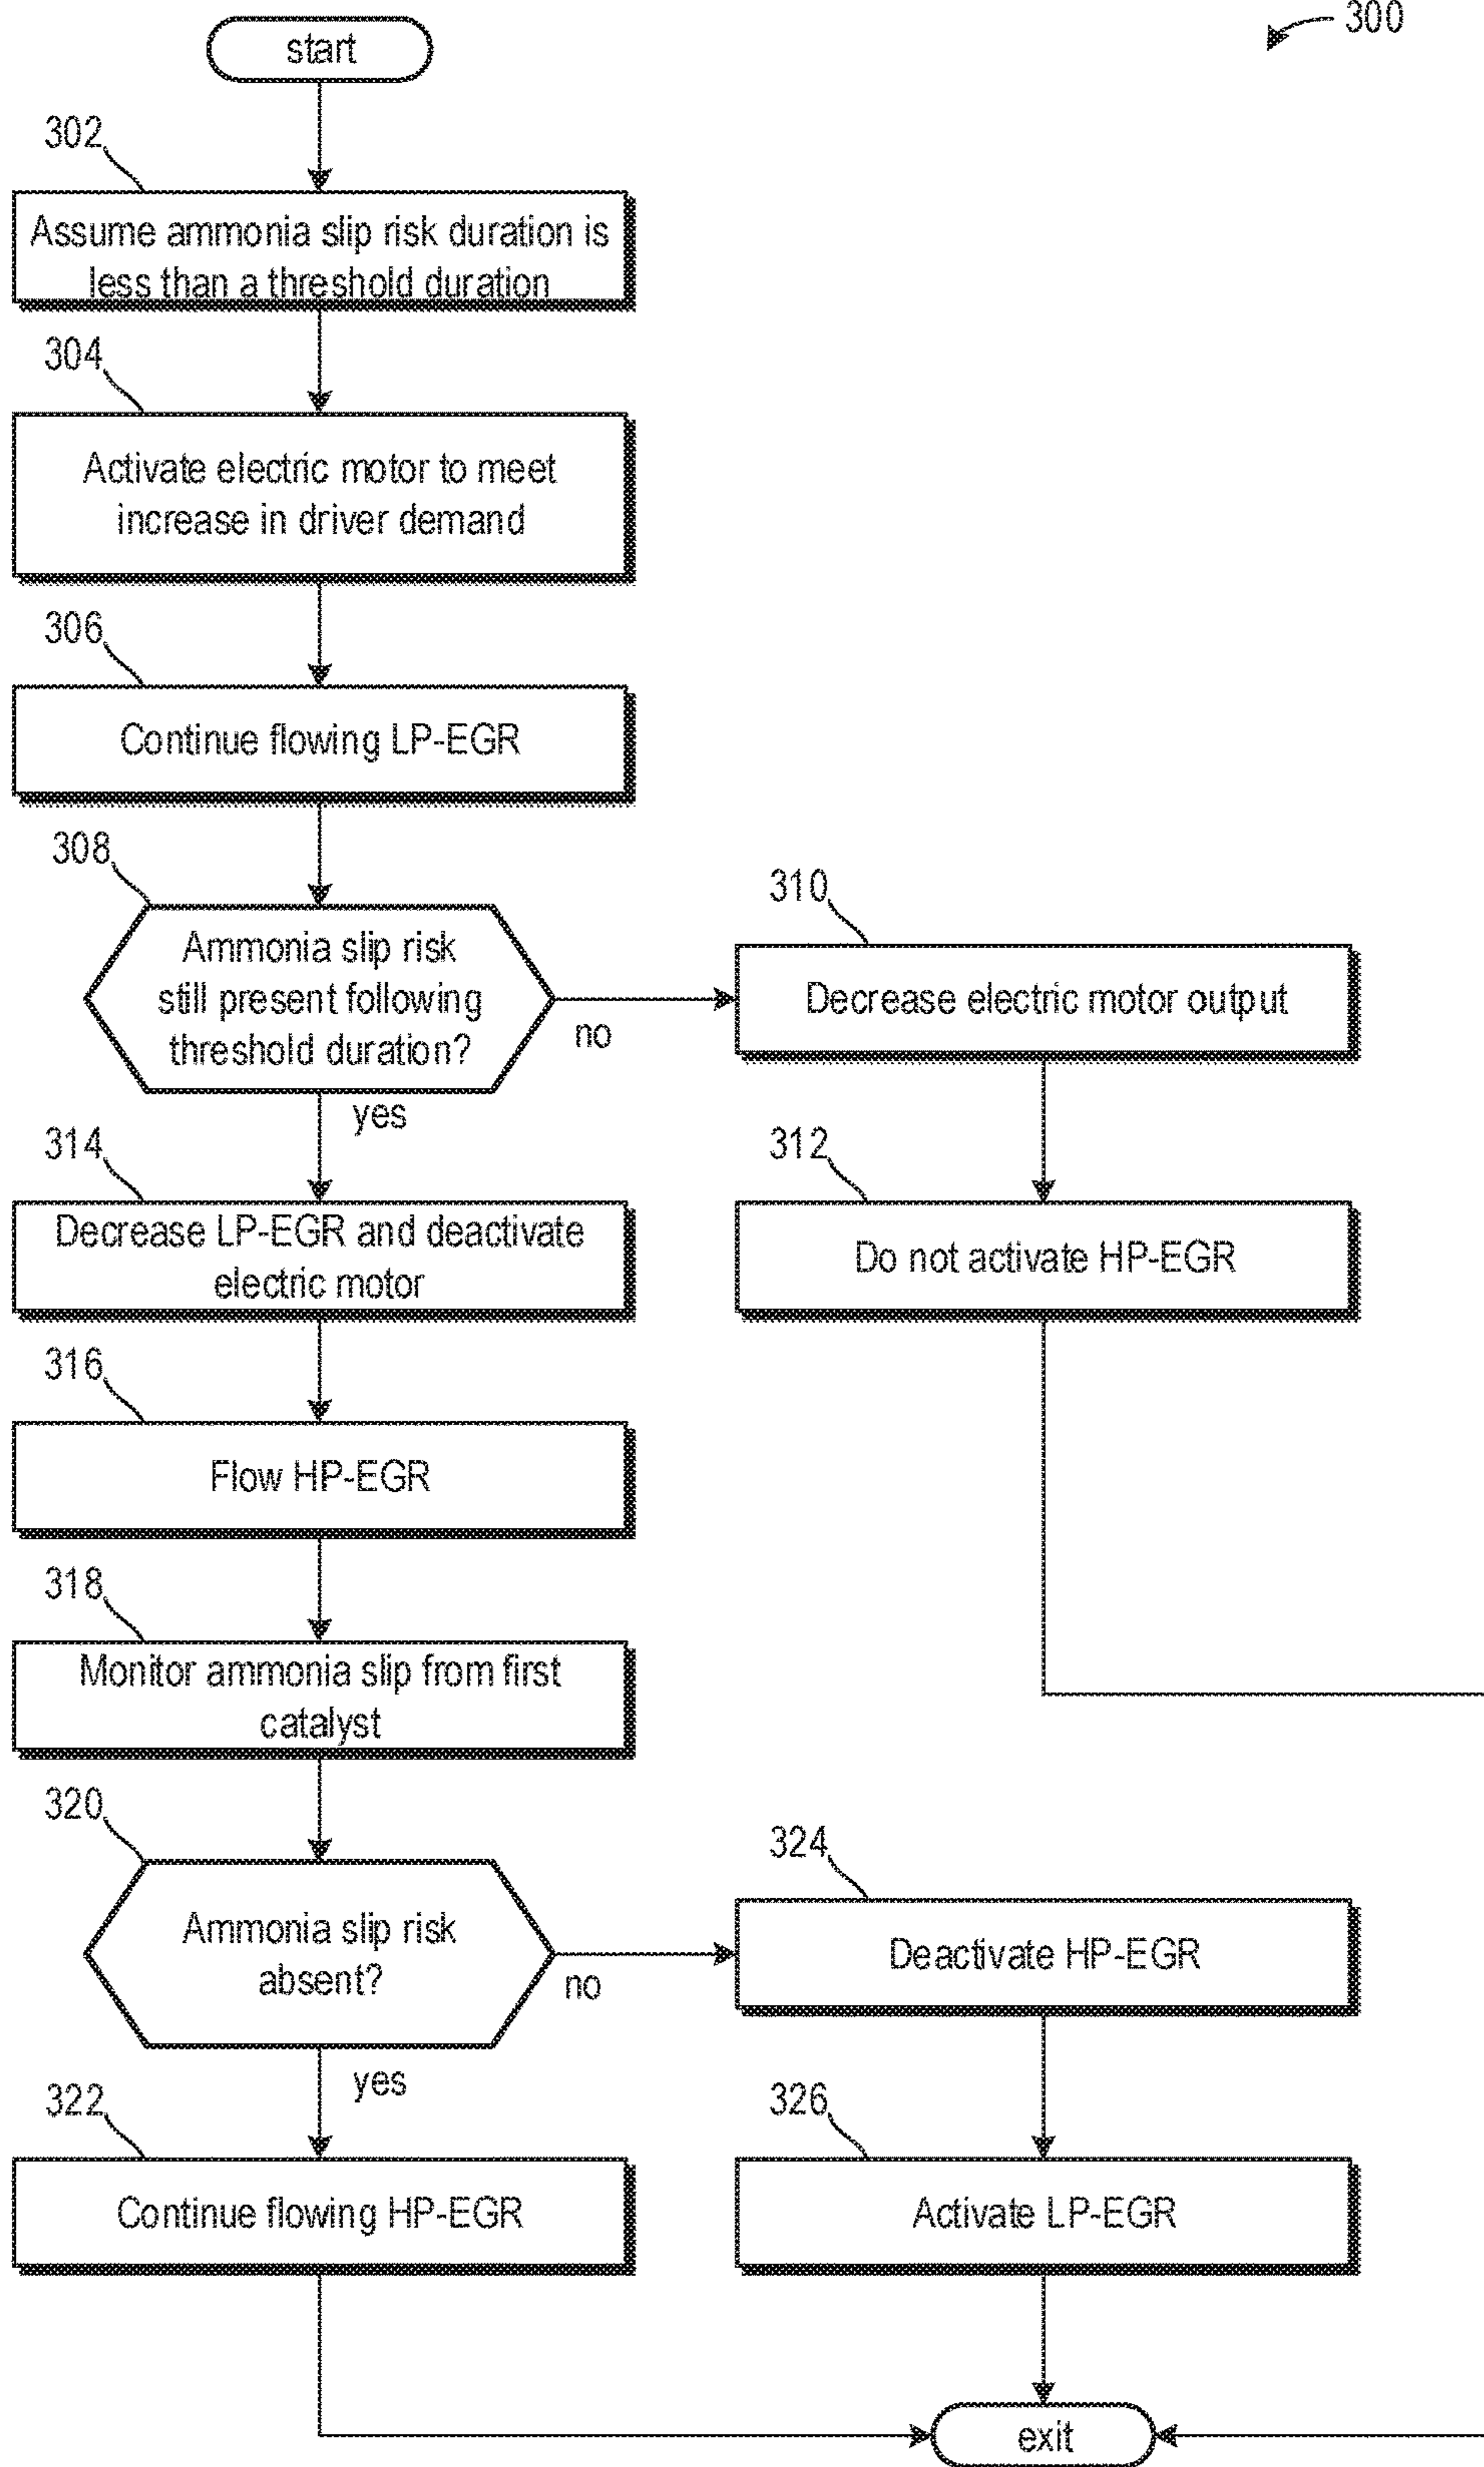 300
start
302
Assume ammonia slip risk duration is
less than a threshold duration
304
Activate electric motor to meet
increase in driver demand
306
Continue flowing LP-EGR
308
Ammonia slip risk
still present following
threshold duration?
no
yes
310
Decrease electric motor output
312
Do not activate HP-EGR
314
Decrease LP-EGR and deactivate
electric motor
316
Flow HP-EGR
318
Monitor ammonia slip from first
catalyst
320
Ammonia slip risk
absent?
no
yes
324
Deactivate HP-EGR
322
Continue flowing HP-EGR
326
Activate LP-EGR
exit